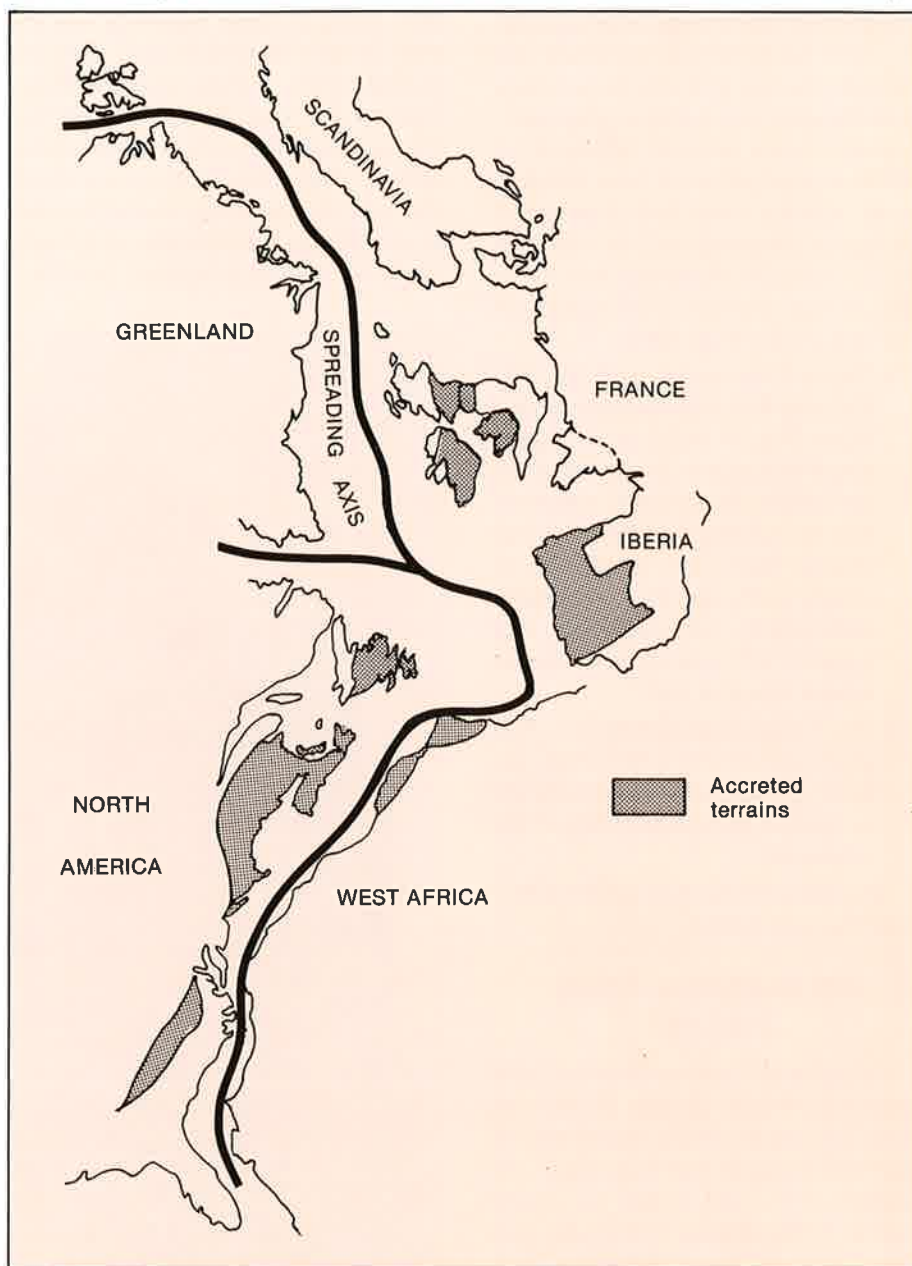 SCANDINAVIA
GREENLAND
SPREADING AXIS
FRANCE
IBERIA
NORTH
AMERICA
Accreted
terrains
WEST AFRICA